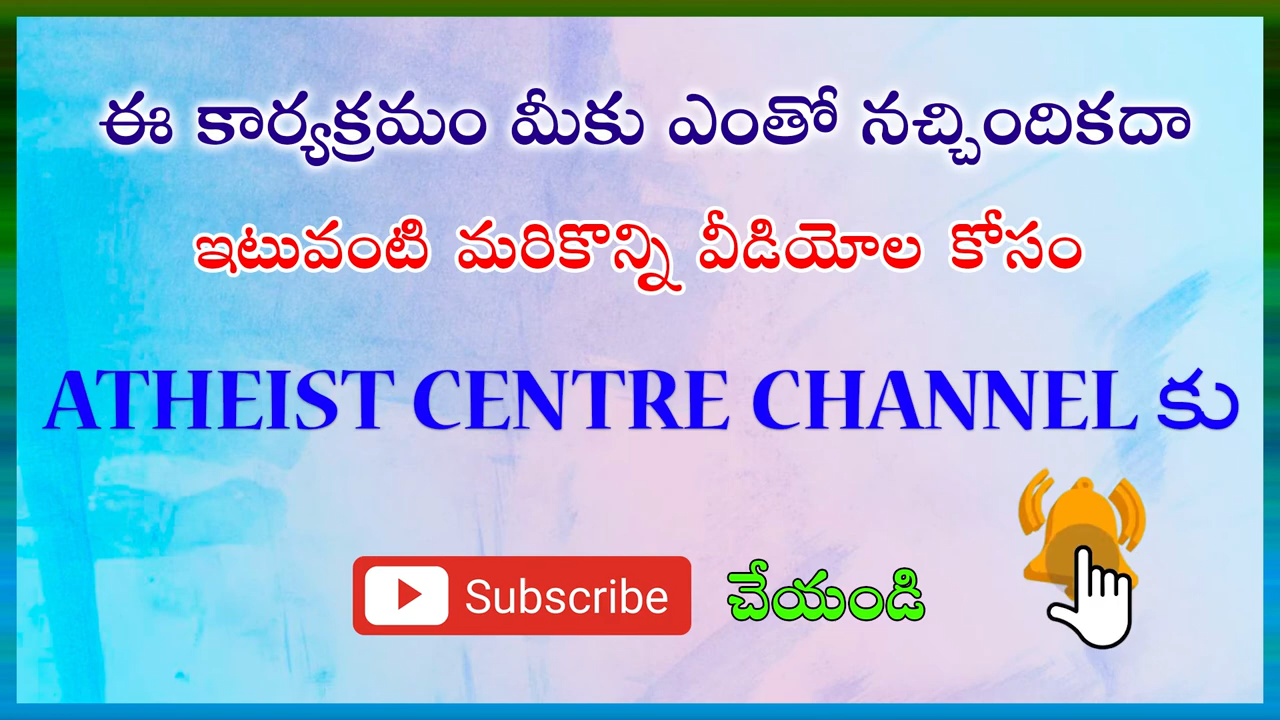 ఈ కార్యక్రమం మీకు ఎంతో నచ్చిందికదా
ఇటువంటి మరికొన్ని వీడియోల కోసం
ATHEIST CENTRE CHANNEL కు
Subscribe చేయండి